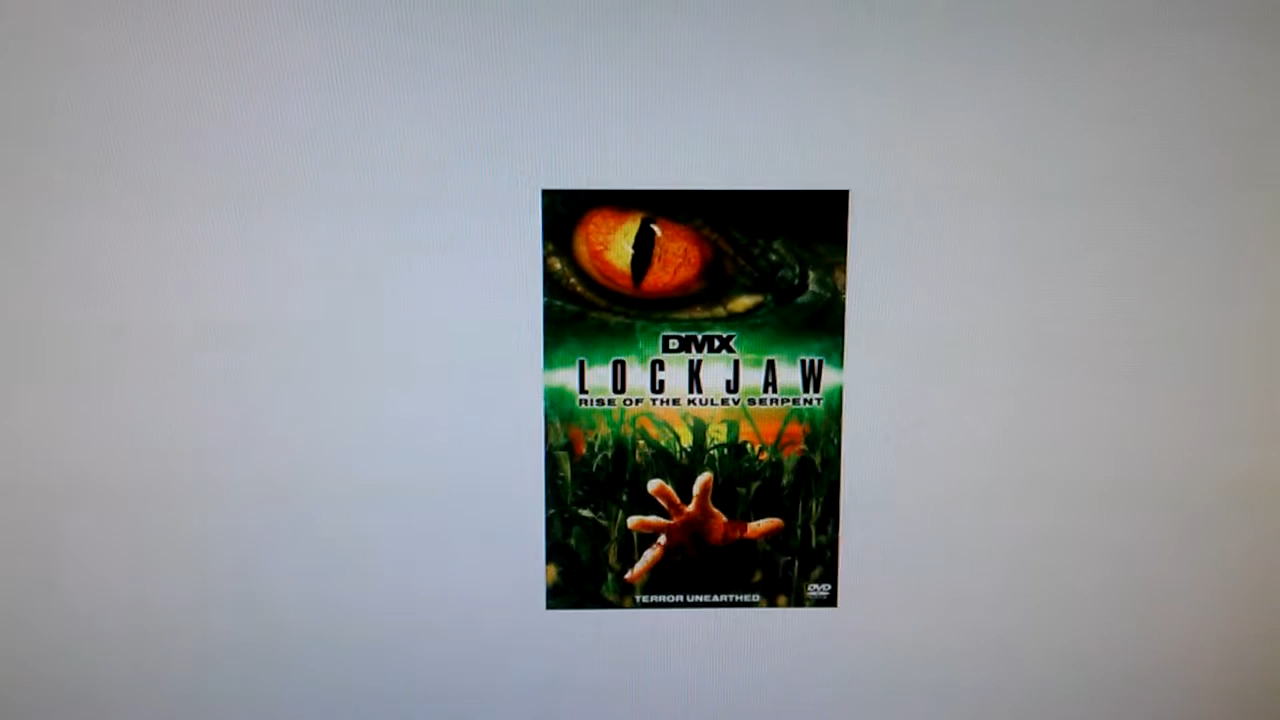 DMX
LOCKJAW
RISE OF THE KULEV SERPENT
TERROR UNEARTHED
DVD